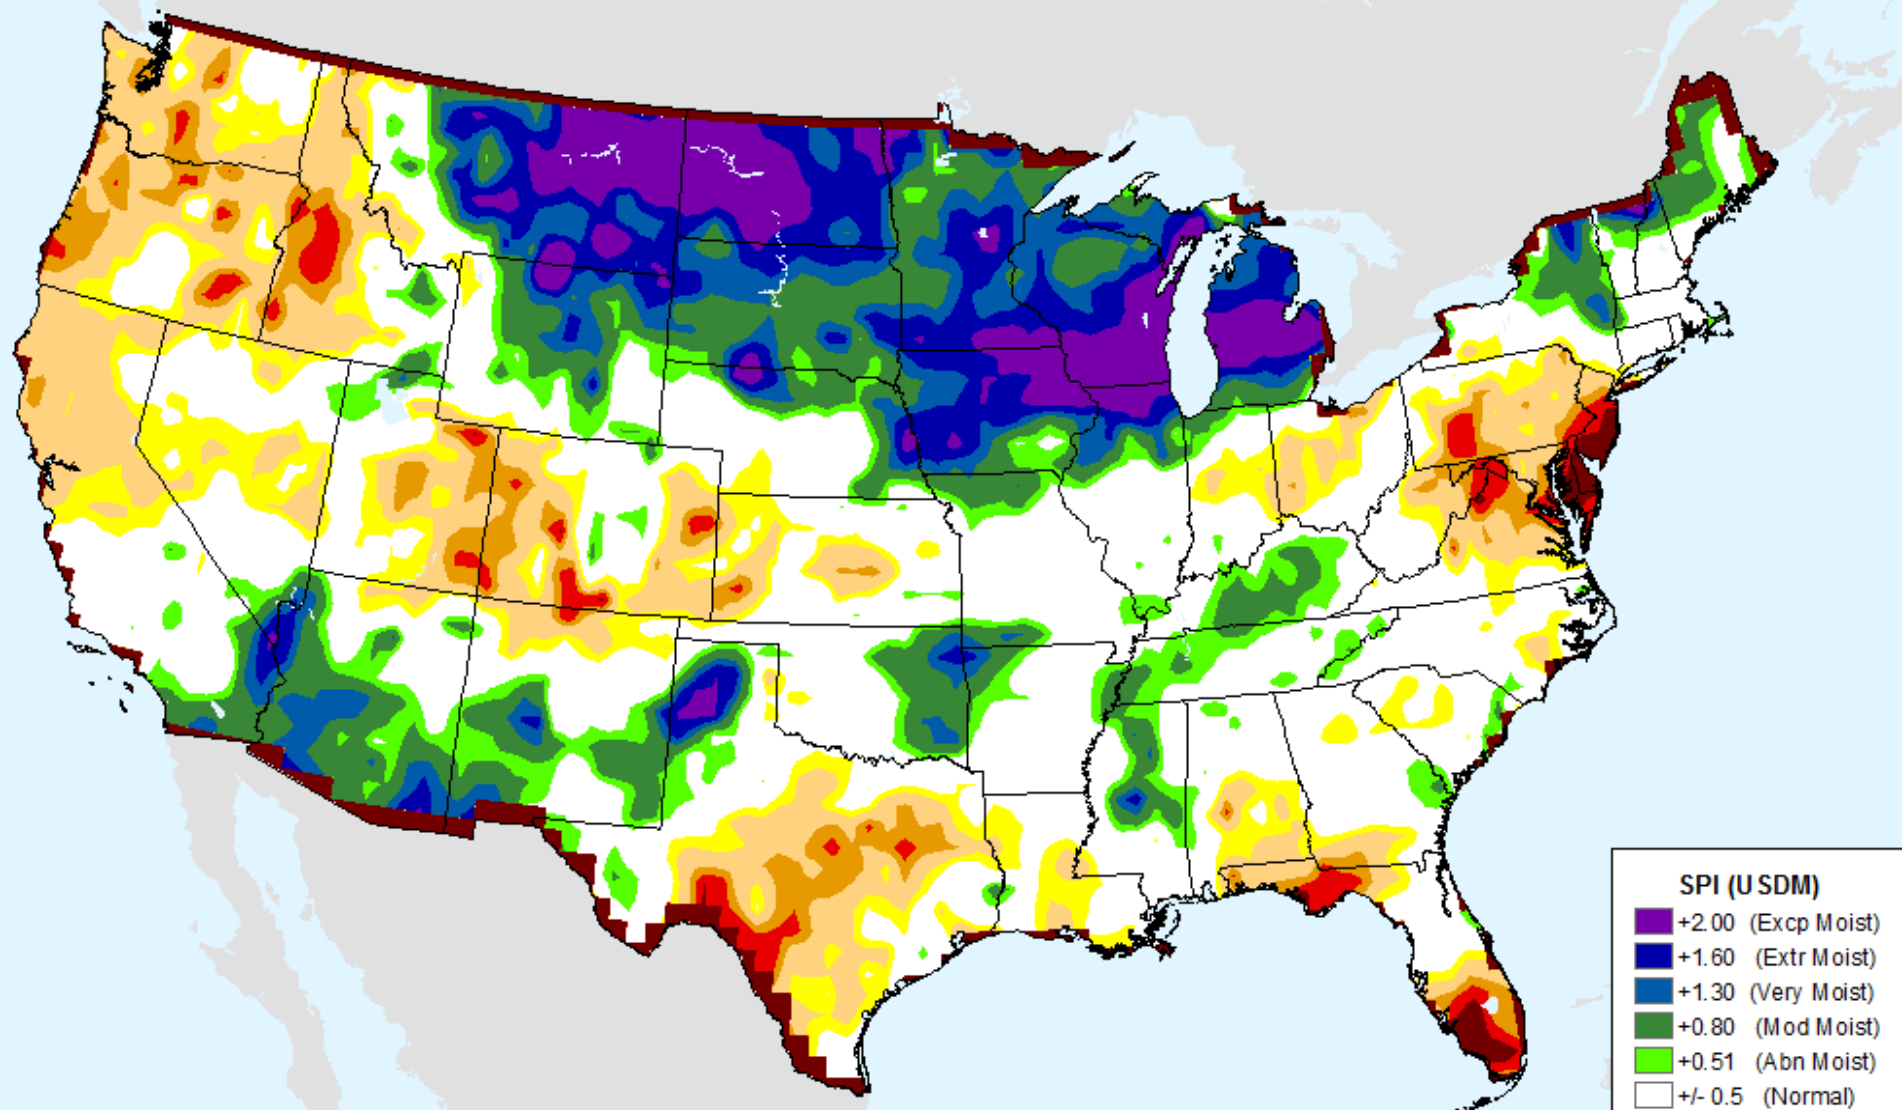 SPI (USDM)
+2.00 (Excp Moist)
+1.60 (Extr Moist)
+1.30 (Very Moist)
+0.80 (Mod Moist)
+0.51 (Abn Moist)
+/- 0.5 (Normal)